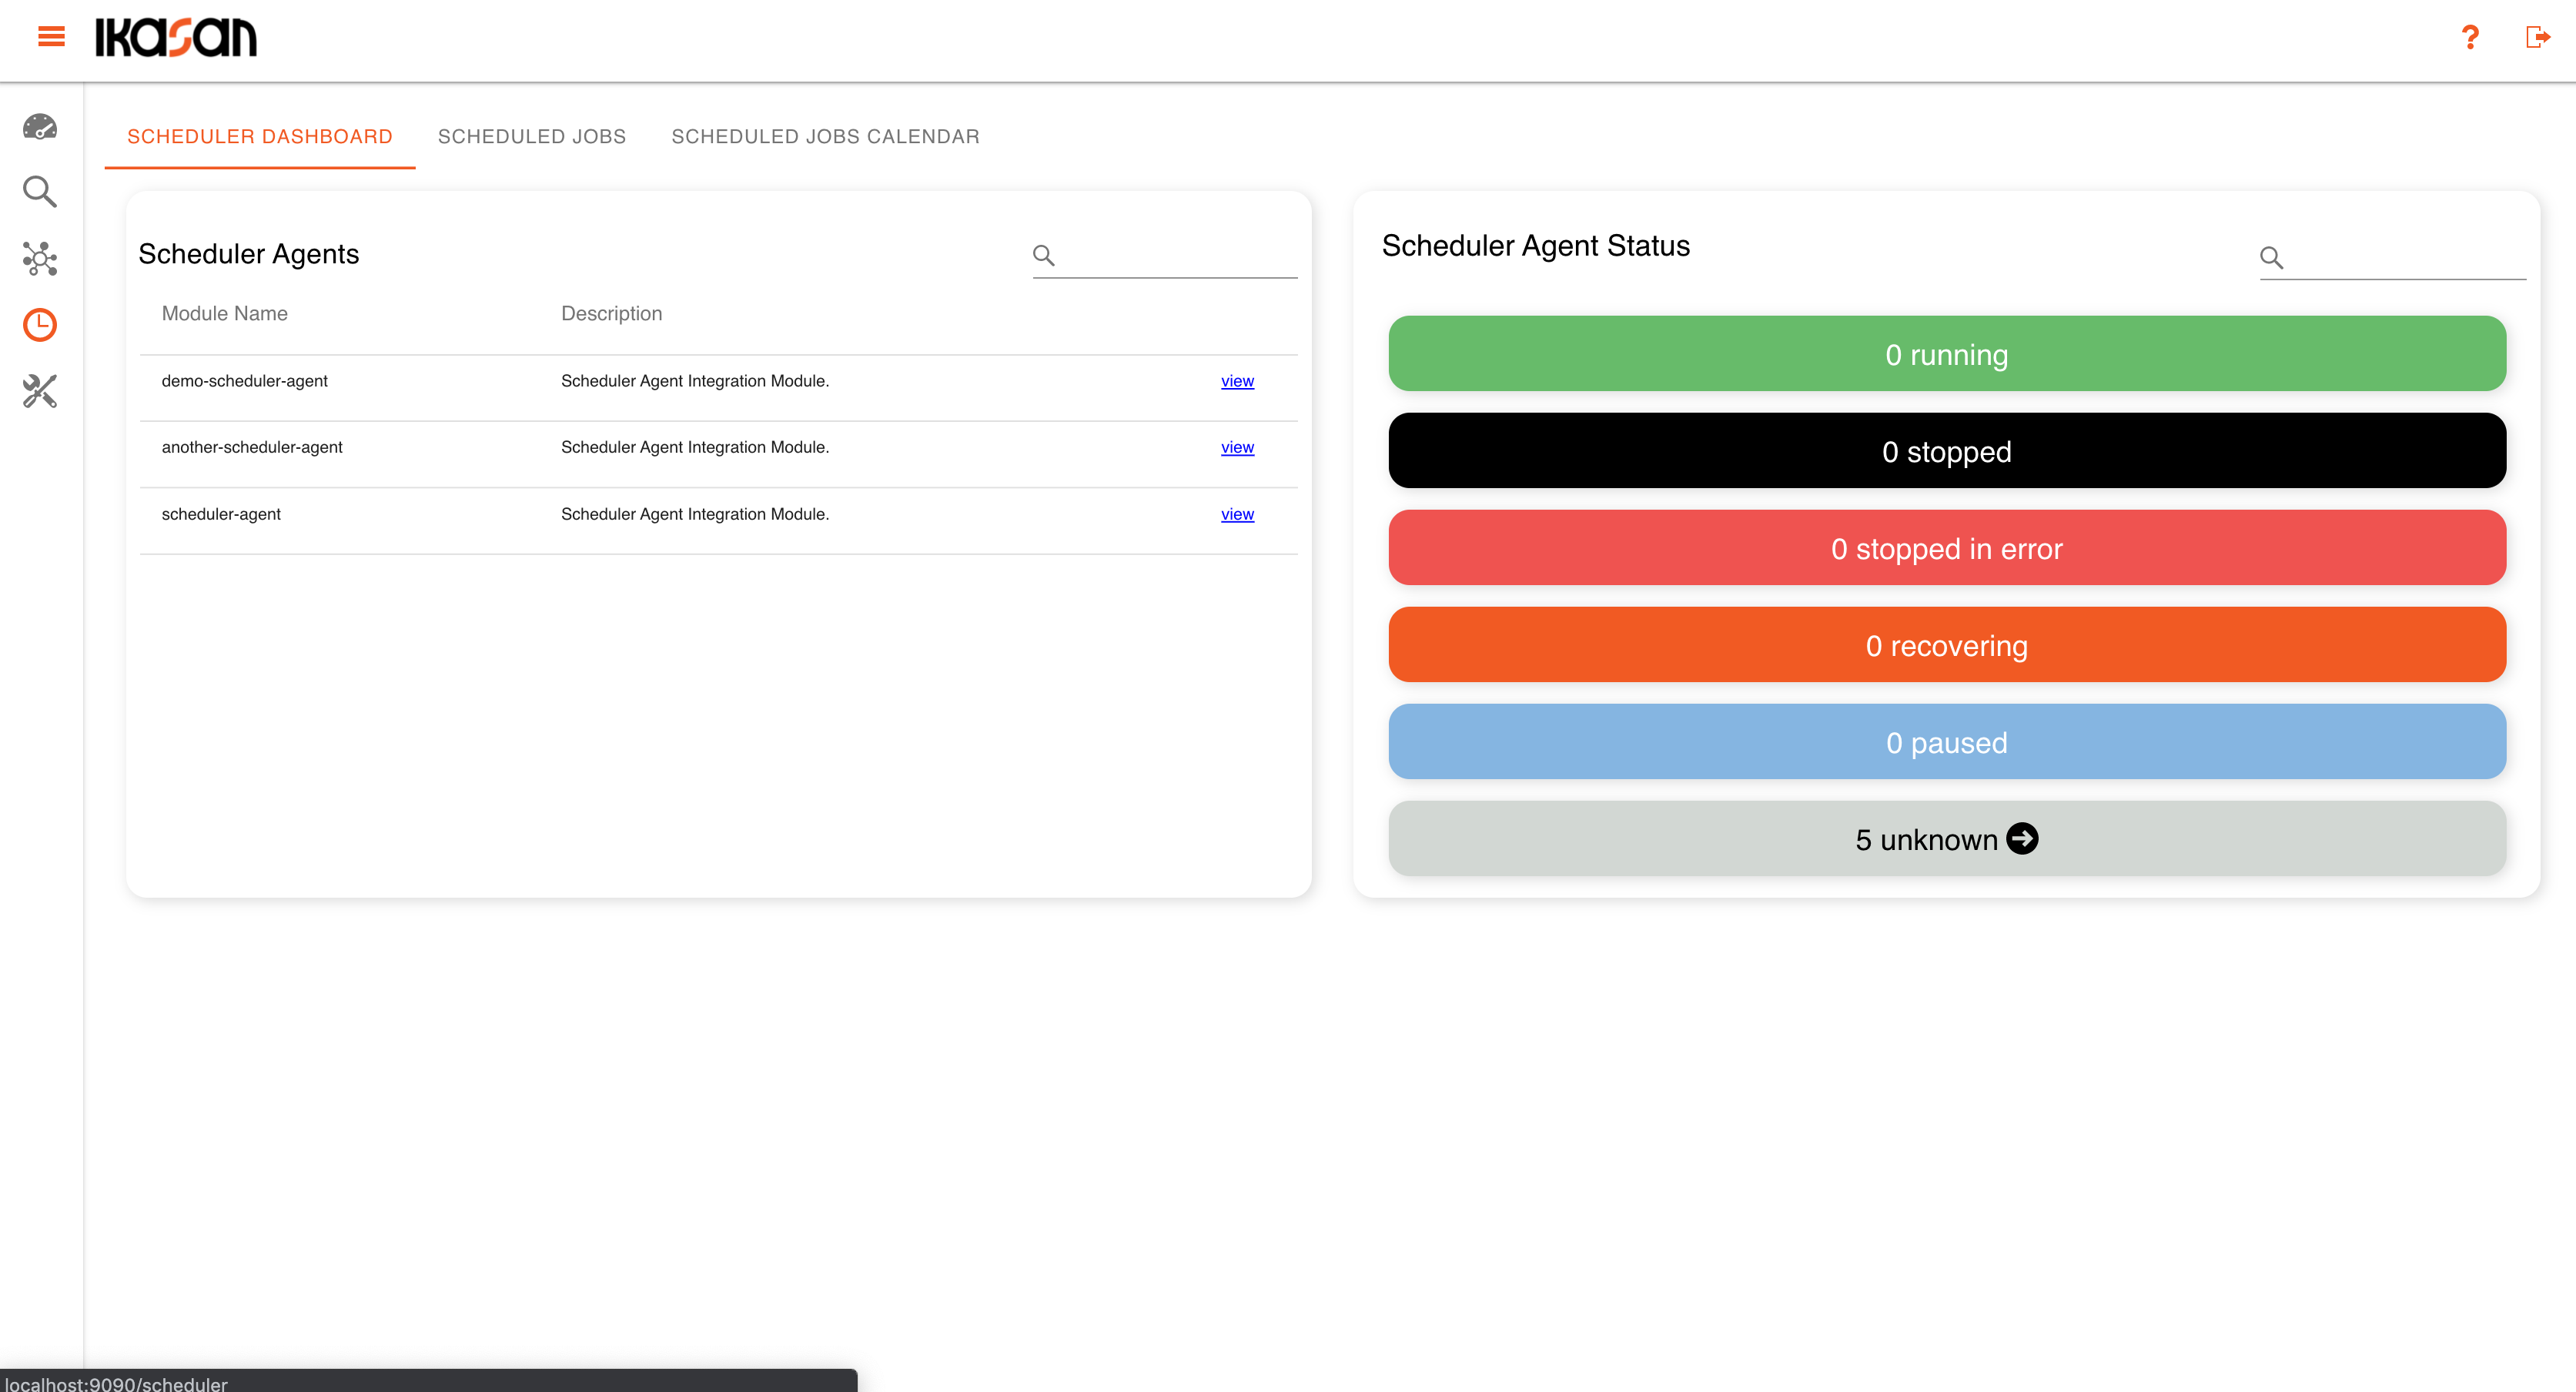 Ikasan
?
SCHEDULER DASHBOARD SCHEDULED JOBS SCHEDULED JOBS CALENDAR
Scheduler Agents
Module Name Description
demo-scheduler-agent Scheduler Agent Integration Module. view
another-scheduler-agent Scheduler Agent Integration Module. view
scheduler-agent Scheduler Agent Integration Module. view
Scheduler Agent Status
0 running
0 stopped
0 stopped in error
0 recovering
0 paused
5 unknown
localhost:9090/scheduler